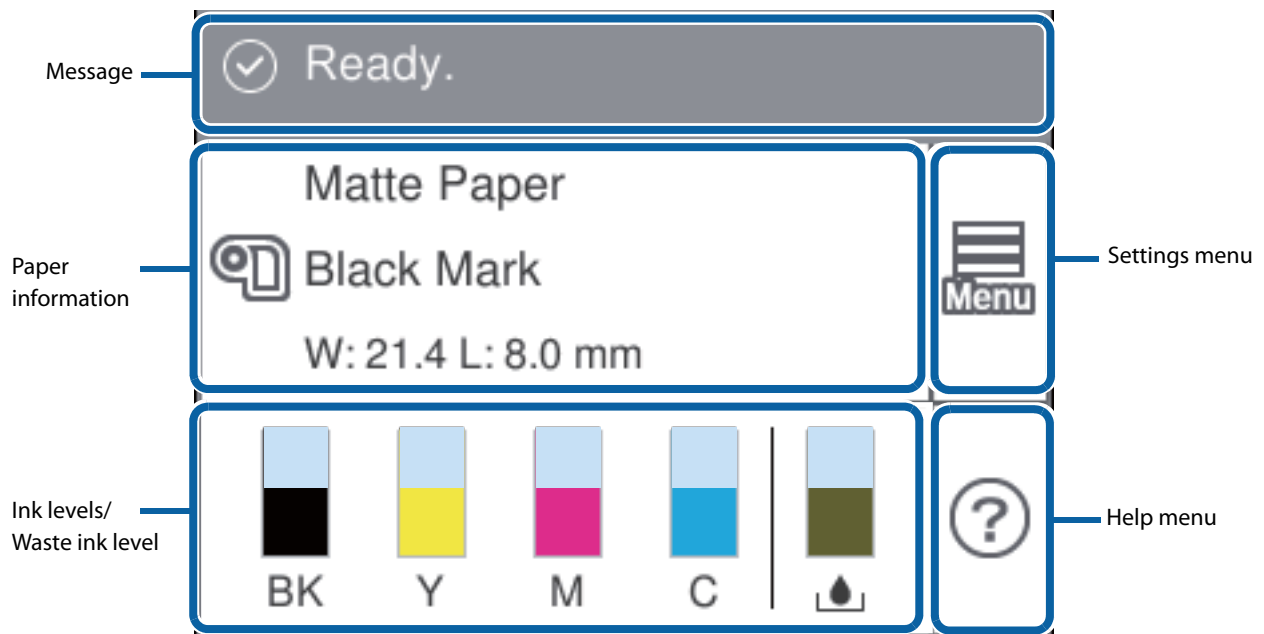 Message
Ready.
Paper
information
Matte Paper
Black Mark
W: 21.4 L: 8.0 mm
Menu
Settings menu
Ink levels/
Waste ink level
BK Y M C
?
Help menu